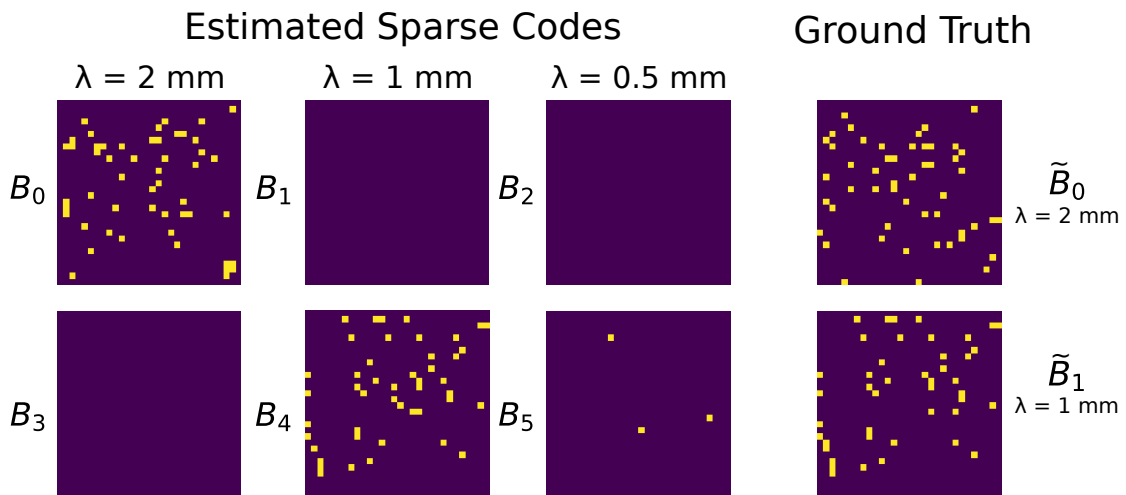 Estimated Sparse Codes Ground Truth
λ = 2 mm λ = 1 mm λ = 0.5 mm
B₀ B₁ B₂ B̃₀
λ = 2 mm
B₃ B₄ B₅ B̃₁
λ = 1 mm